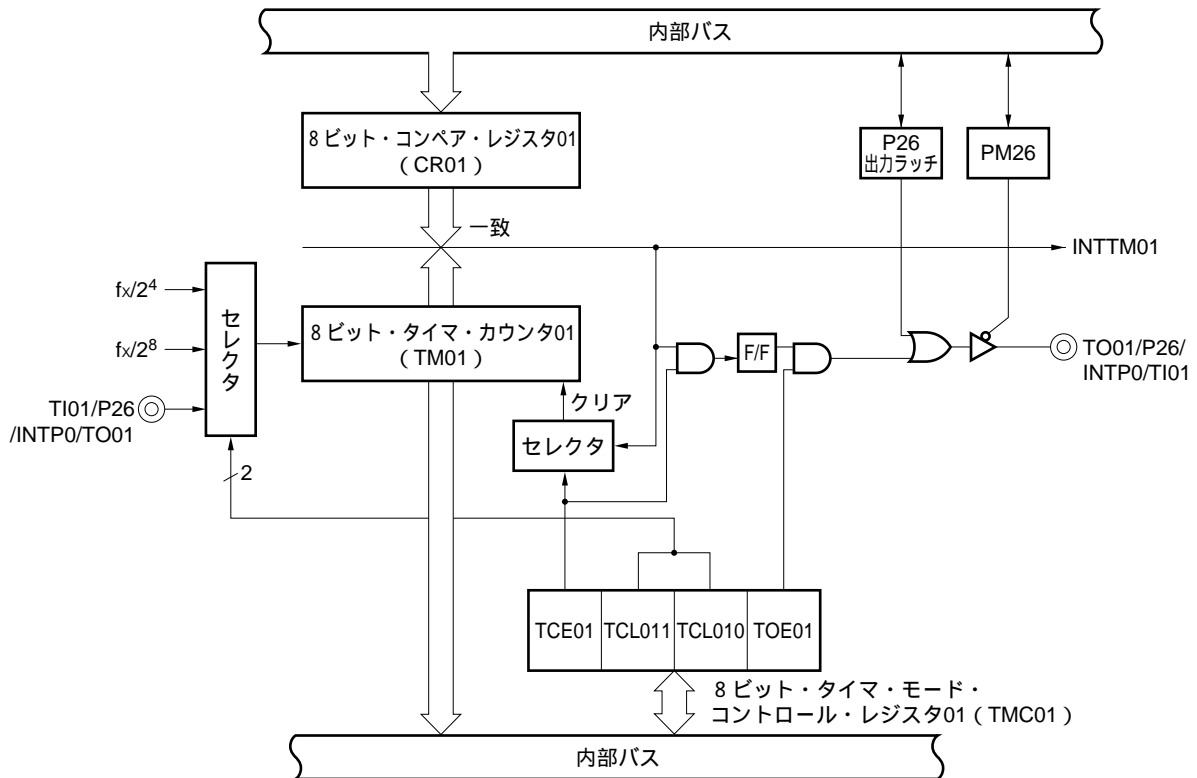 内部バス
8 ビット・コンペア・レジスタ01
（CR01）
P26
出力ラッチ
PM26
一致
INTTM01
fx/2⁴
fx/2⁸
TI01/P26
/INTP0/TO01
セレクタ
8 ビット・タイマ・カウンタ01
（TM01）
F/F
TO01/P26/
INTP0/TI01
クリア
セレクタ
2
TCE01
TCL011
TCL010
TOE01
8 ビット・タイマ・モード・
コントロール・レジスタ01（TMC01）
内部バス